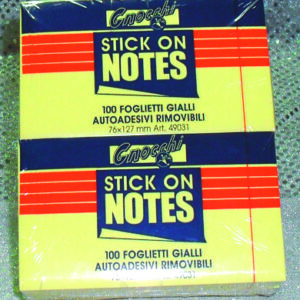 Gnocchi
STICK ON
NOTES
100 FOGLIETTI GIALLI
AUTOADESIVI RIMOVIBILI
76x127 mm Art. 49031
Gnocchi
STICK ON
NOTES
100 FOGLIETTI GIALLI
AUTOADESIVI RIMOVIBILI
49031